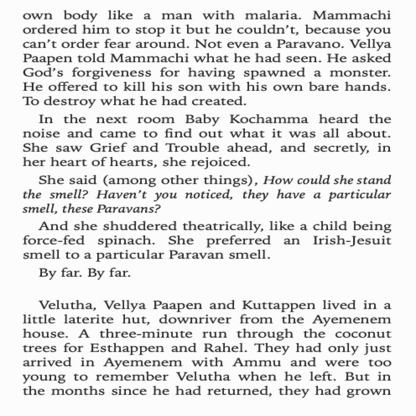 own body like a man with malaria. Mammachi
ordered him to stop it but he couldn’t, because you
can’t order fear around. Not even a Paravano. Vellya
Paapen told Mammachi what he had seen. He asked
God’s forgiveness for having spawned a monster.
He offered to kill his son with his own bare hands.
To destroy what he had created.
In the next room Baby Kochamma heard the
noise and came to find out what it was all about.
She saw Grief and Trouble ahead, and secretly, in
her heart of hearts, she rejoiced.
She said (among other things), How could she stand
the smell? Haven’t you noticed, they have a particular
smell, these Paravans?
And she shuddered theatrically, like a child being
force-fed spinach. She preferred an Irish-Jesuit
smell to a particular Paravan smell.
By far. By far.
Velutha, Vellya Paapen and Kuttappen lived in a
little laterite hut, downriver from the Ayemenem
house. A three-minute run through the coconut
trees for Esthappen and Rahel. They had only just
arrived in Ayemenem with Ammu and were too
young to remember Velutha when he left. But in
the months since he had returned, they had grown